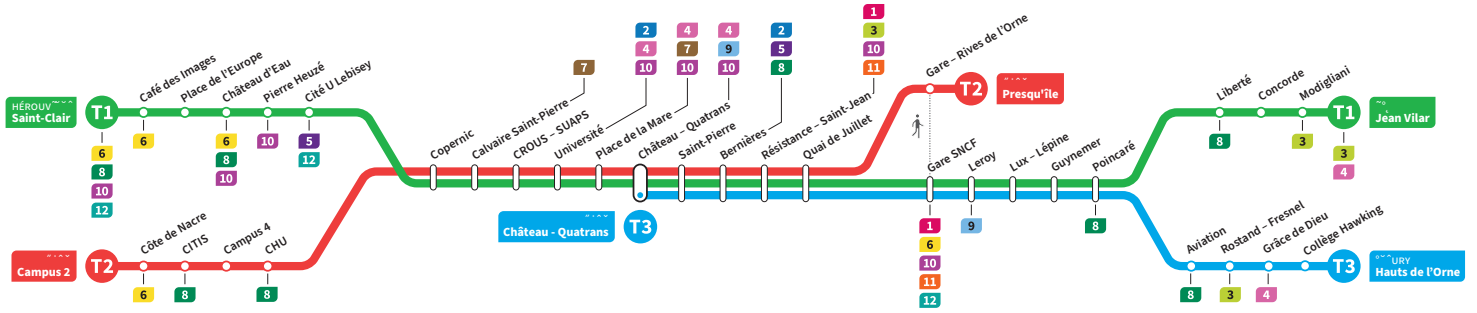 1
3
10
11
2
4
10
4
7
10
4
9
10
2
5
8
7
HÉROUV
Saint-Clair
T1
Café des Images
Place de l'Europe
Château d'Eau
Pierre Heuzé
Cité U Lebisey
6
8
10
12
6
6
8
10
10
5
12
Copernic
Calvaire Saint-Pierre
CROUS – SUAPS
Université
Place de la Mare
Château – Quatrans
Saint-Pierre
Bernières
Résistance – Saint-Jean
Quai de Juillet
Gare – Rives de l'Orne
T2
Presqu'île
Gare SNCF
Leroy
Lux – Lépine
Guynemer
Poincaré
Liberté
Concorde
Modigliani
T1
Jean Vilar
8
3
3
4
Château - Quatrans
T3
1
6
10
11
12
9
8
Campus 2
T2
Côte de Nacre
CITIS
Campus 4
CHU
6
8
8
Aviation
Rostand – Fresnel
Grâce de Dieu
Collège Hawking
T3
URY
Hauts de l'Orne
8
3
4